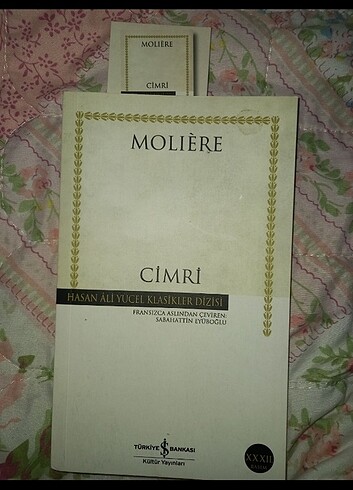 MOLIÈRE
CİMRİ
MOLIÈRE
CİMRİ
HASAN ÂLİ YÜCEL KLASİKLER DİZİSİ
FRANSIZCA ASLINDAN ÇEVİREN:
SABAHATTİN EYÜBOĞLU
TÜRKİYE İŞ BANKASI
Kültür Yayınları
XXXII
BASIM